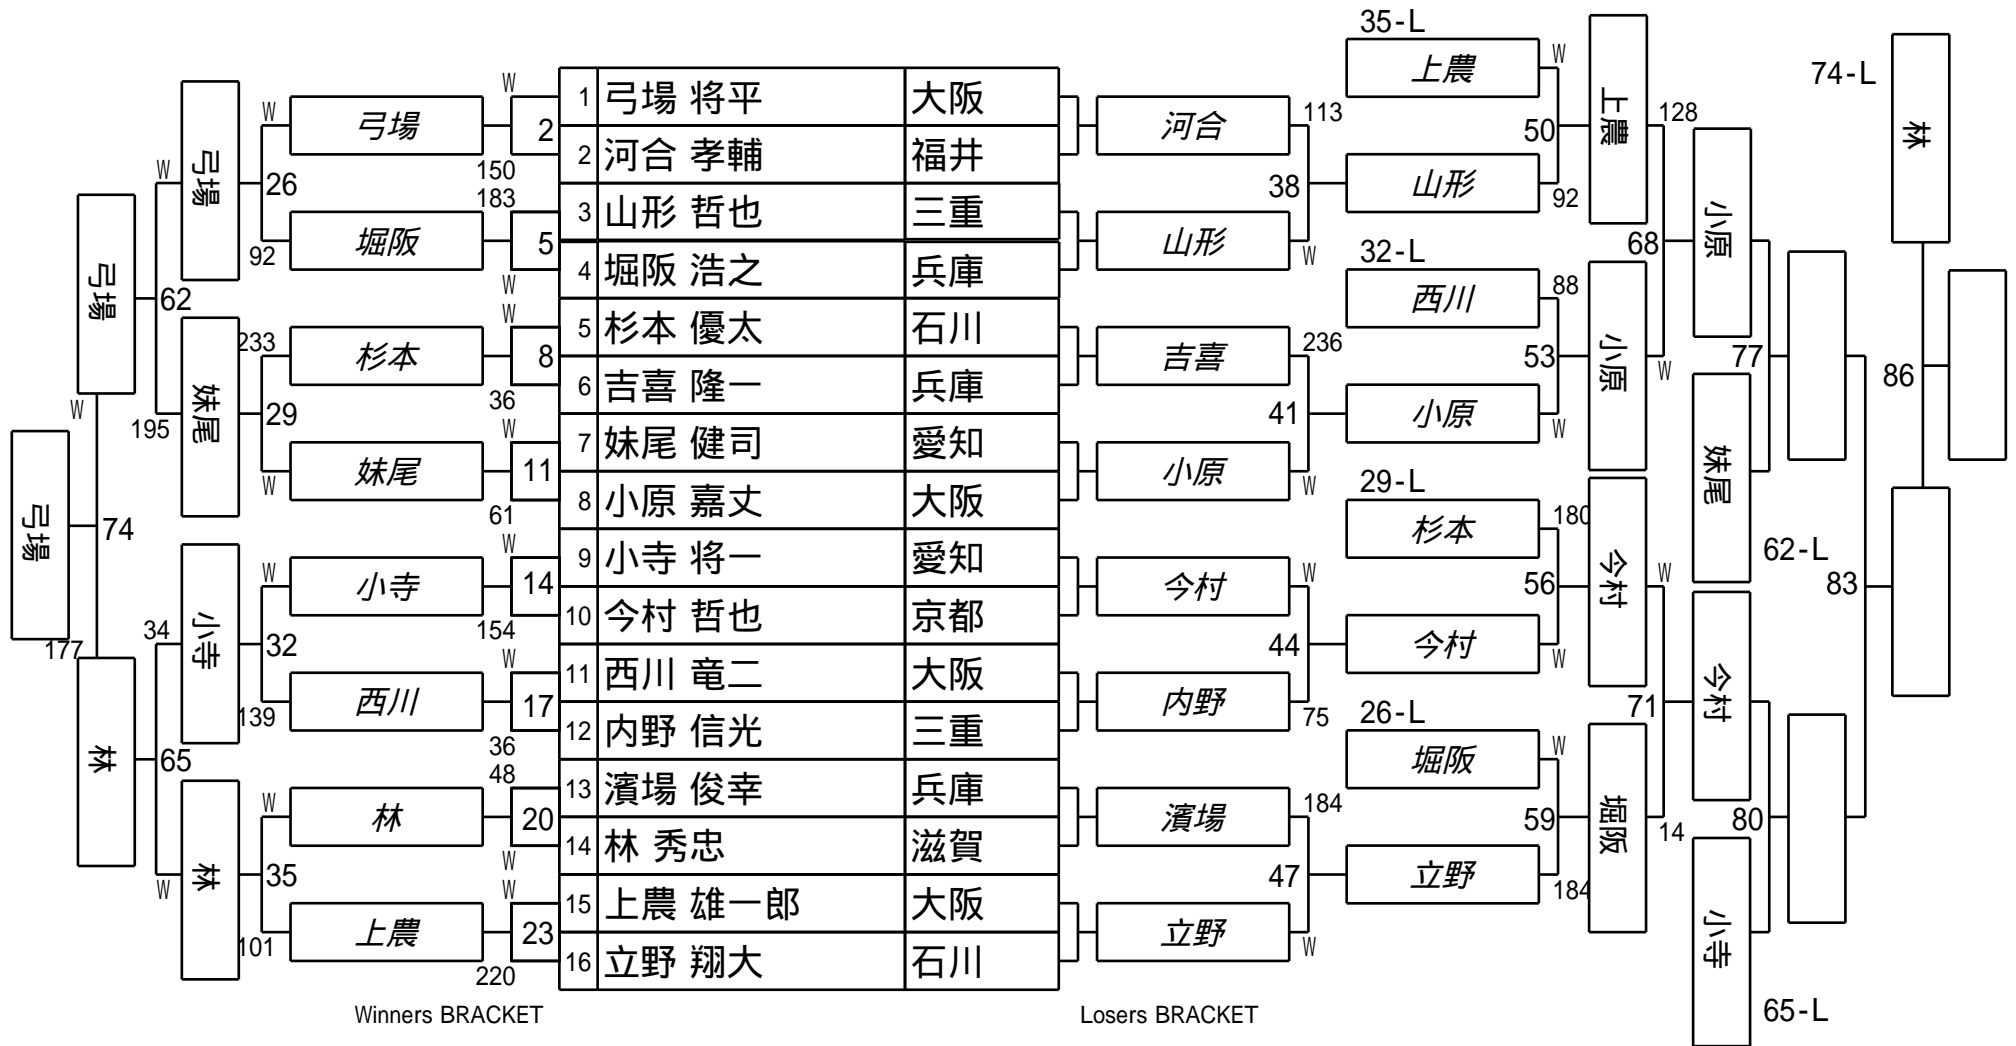 35-L
上農
W
74-L
林
1 弓場 将平 大阪
2 河合 孝輔 福井
3 山形 哲也 三重
4 堀阪 浩之 兵庫
5 杉本 優太 石川
6 吉喜 隆一 兵庫
7 妹尾 健司 愛知
8 小原 嘉丈 大阪
9 小寺 将一 愛知
10 今村 哲也 京都
11 西川 竜二 大阪
12 内野 信光 三重
13 濱場 俊幸 兵庫
14 林 秀忠 滋賀
15 上農 雄一郎 大阪
16 立野 翔大 石川
W
2
150
183
5
W
W
8
36
W
11
61
W
14
154
W
17
36
48
20
W
W
23
220
W
弓場
26
92
堀阪
233
杉本
29
W
妹尾
W
小寺
32
139
西川
W
林
35
101
上農
W
弓場
62
195
妹尾
34
小寺
65
W
林
弓場
W
74
177
林
弓場
河合
113
38
山形
W
吉喜
236
41
小原
W
今村
W
44
内野
75
濱場
184
47
立野
W
50
山形
92
32-L
西川
88
53
小原
W
29-L
杉本
180
56
今村
W
26-L
堀阪
W
59
立野
184
上農
128
68
小原
W
今村
W
71
堀阪
14
小原
77
妹尾
62-L
今村
80
小寺
65-L
83
86
Winners BRACKET
Losers BRACKET